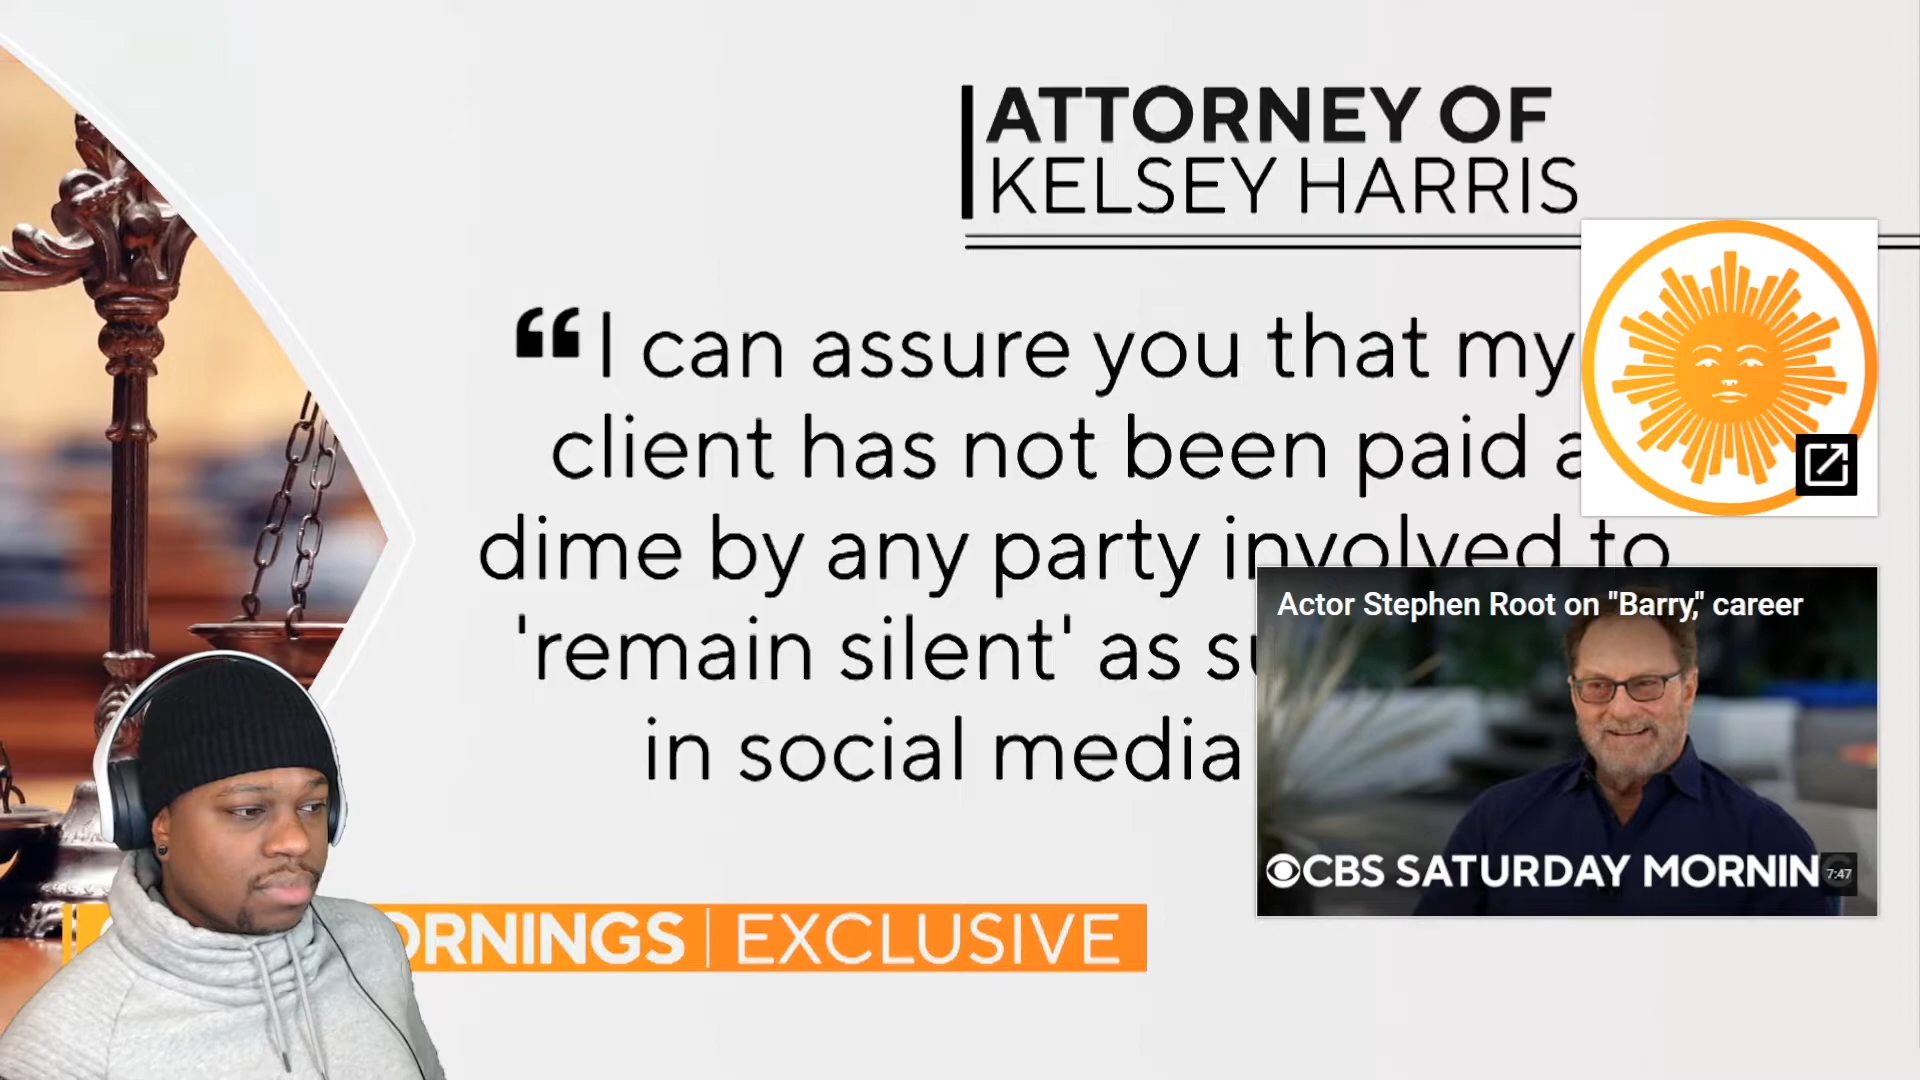 ATTORNEY OF
KELSEY HARRIS
“I can assure you that my
client has not been paid a
dime by any party involved to
'remain silent' as su
in social media
Actor Stephen Root on "Barry," career
CBS SATURDAY MORNIN
7:47
ORNINGS | EXCLUSIVE